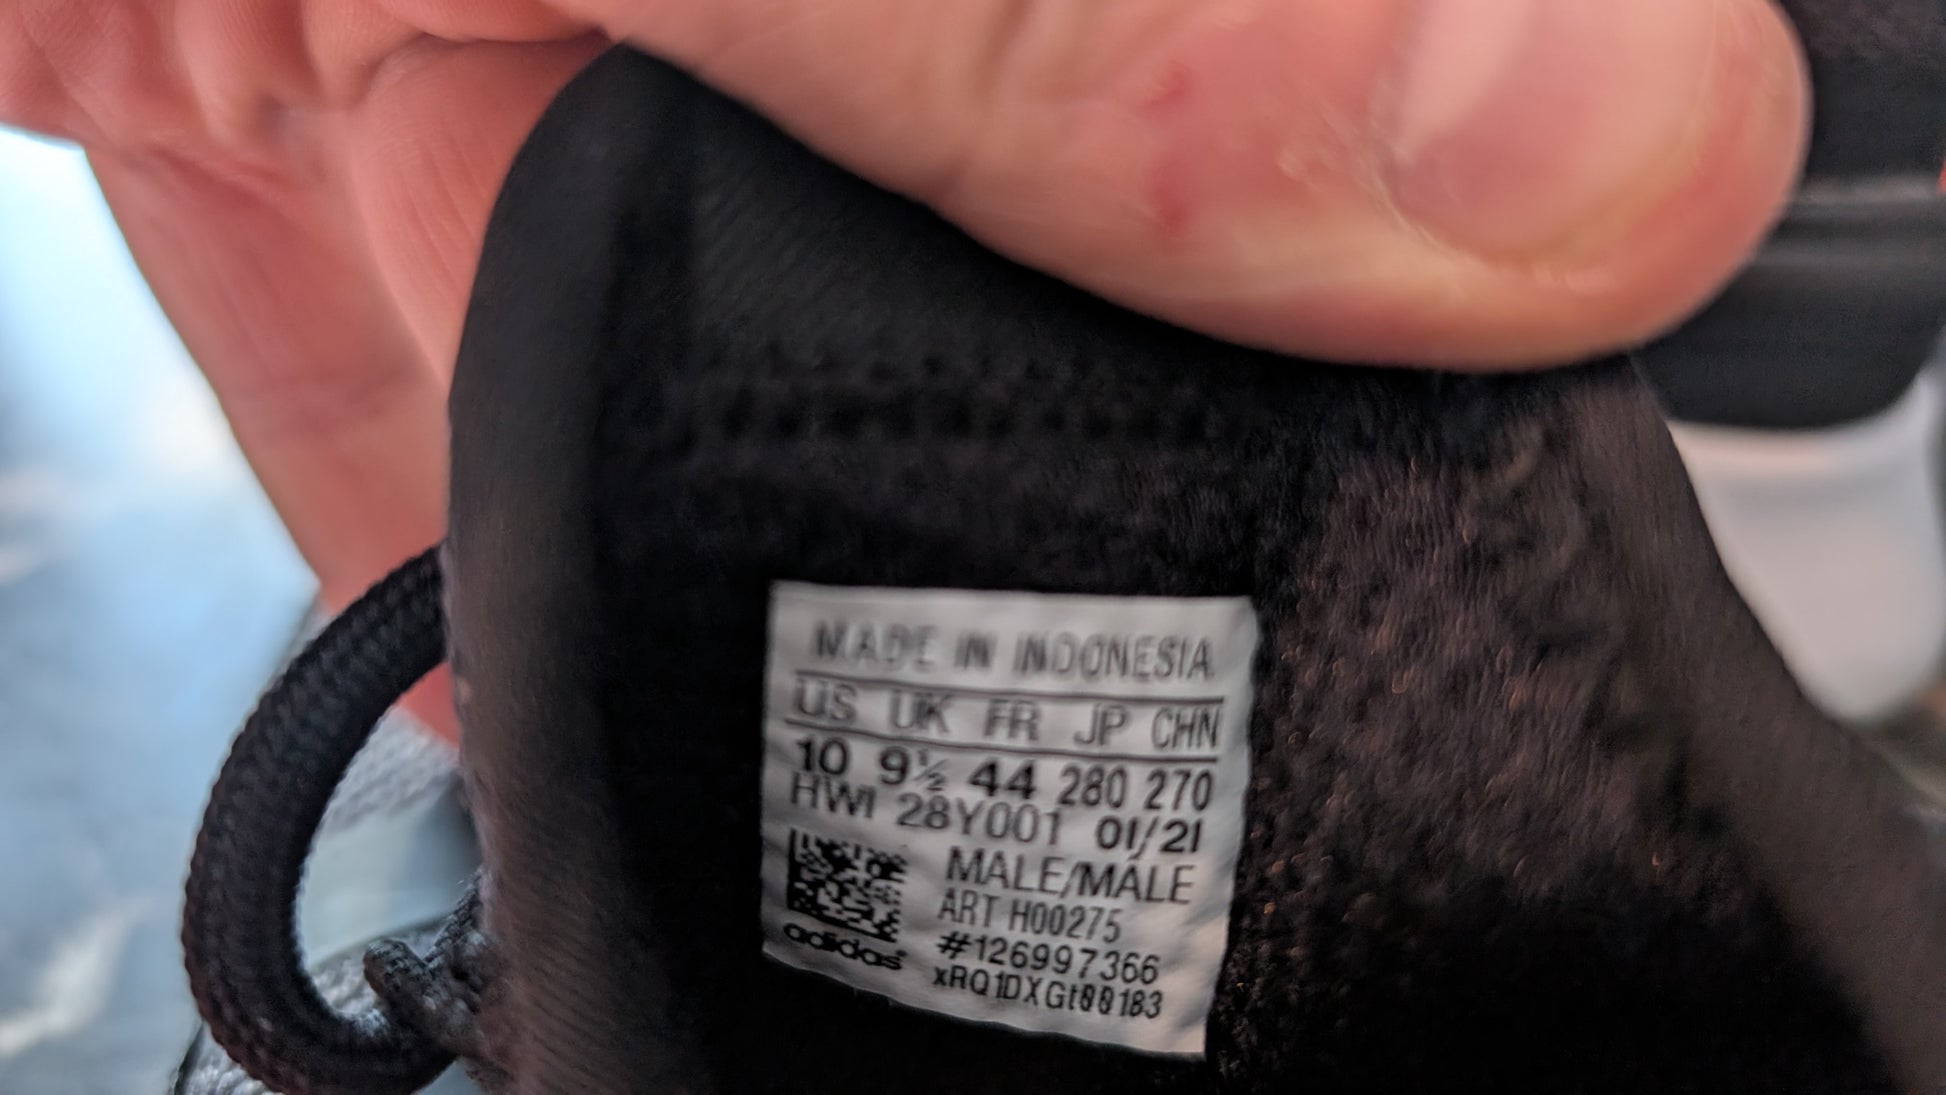 MADE IN INDONESIA
US UK FR JP CHN
10 9½ 44 280 270
HWI 28Y001 01/21
MALE/MÂLE
ART H00275
#126997366
xRQ1DXGt00183
adidas